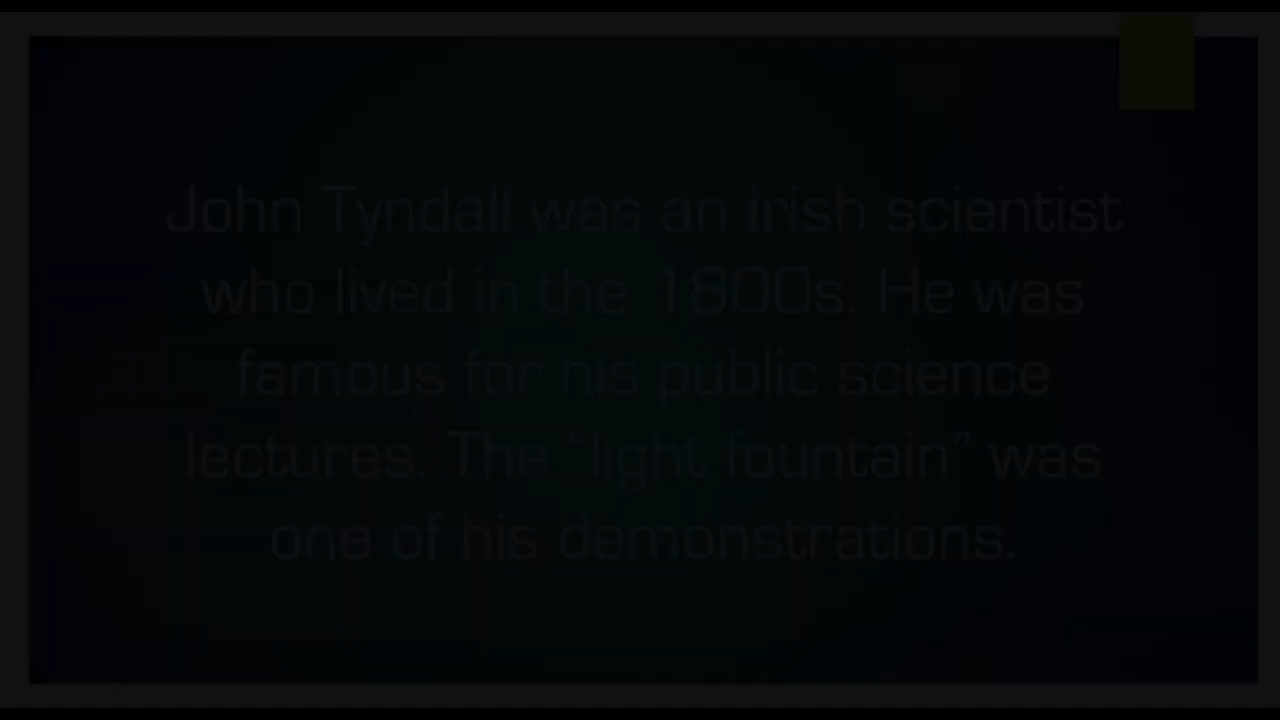 John Tyndall was an Irish scientist
who lived in the 1800s. He was
famous for his public science
lectures. The "light fountain" was
one of his demonstrations.